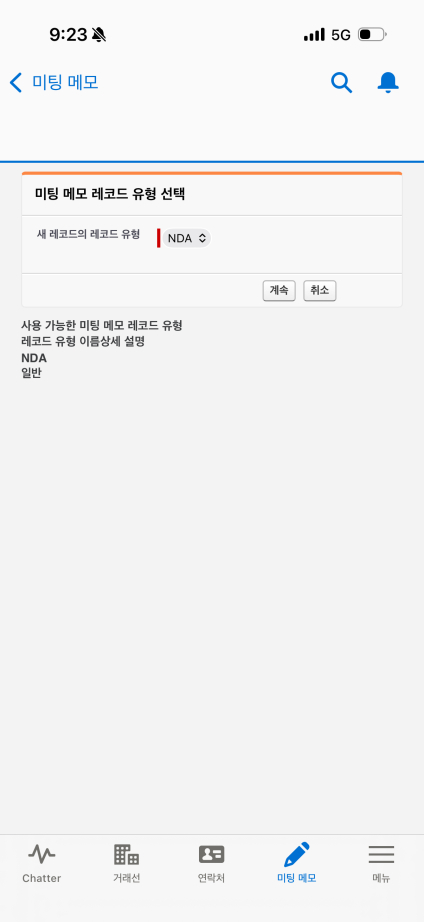 9:23
5G
미팅 메모
미팅 메모 레코드 유형 선택
새 레코드의 레코드 유형
NDA
계속 취소
사용 가능한 미팅 메모 레코드 유형
레코드 유형 이름상세 설명
NDA
일반
Chatter 거래선 연락처 미팅 메모 메뉴